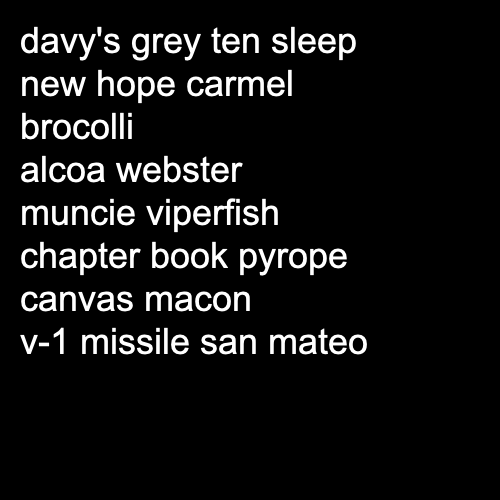 davy's grey ten sleep
new hope carmel
brocolli
alcoa webster
muncie viperfish
chapter book pyrope
canvas macon
v-1 missile san mateo